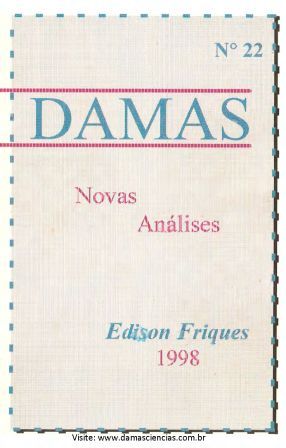 N° 22
DAMAS
Novas
Análises
Edison Friques
1998
Visite: www.damasciencias.com.br